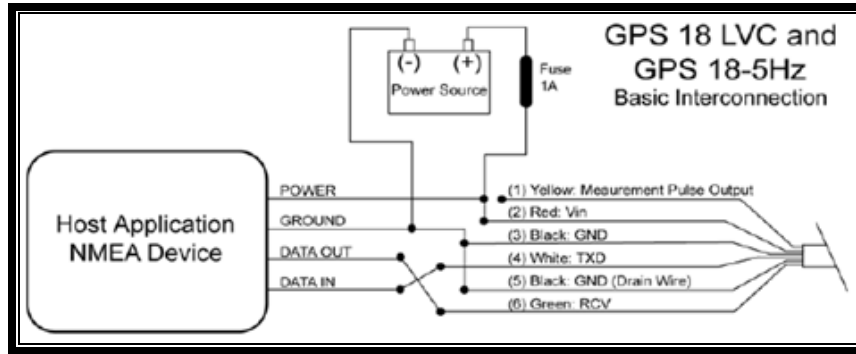 GPS 18 LVC and
GPS 18-5Hz
Basic Interconnection
(-) (+)
Power Source
Fuse
1A
Host Application
NMEA Device
POWER
GROUND
DATA OUT
DATA IN
(1) Yellow: Measurement Pulse Output
(2) Red: Vin
(3) Black: GND
(4) White: TXD
(5) Black: GND (Drain Wire)
(6) Green: RCV